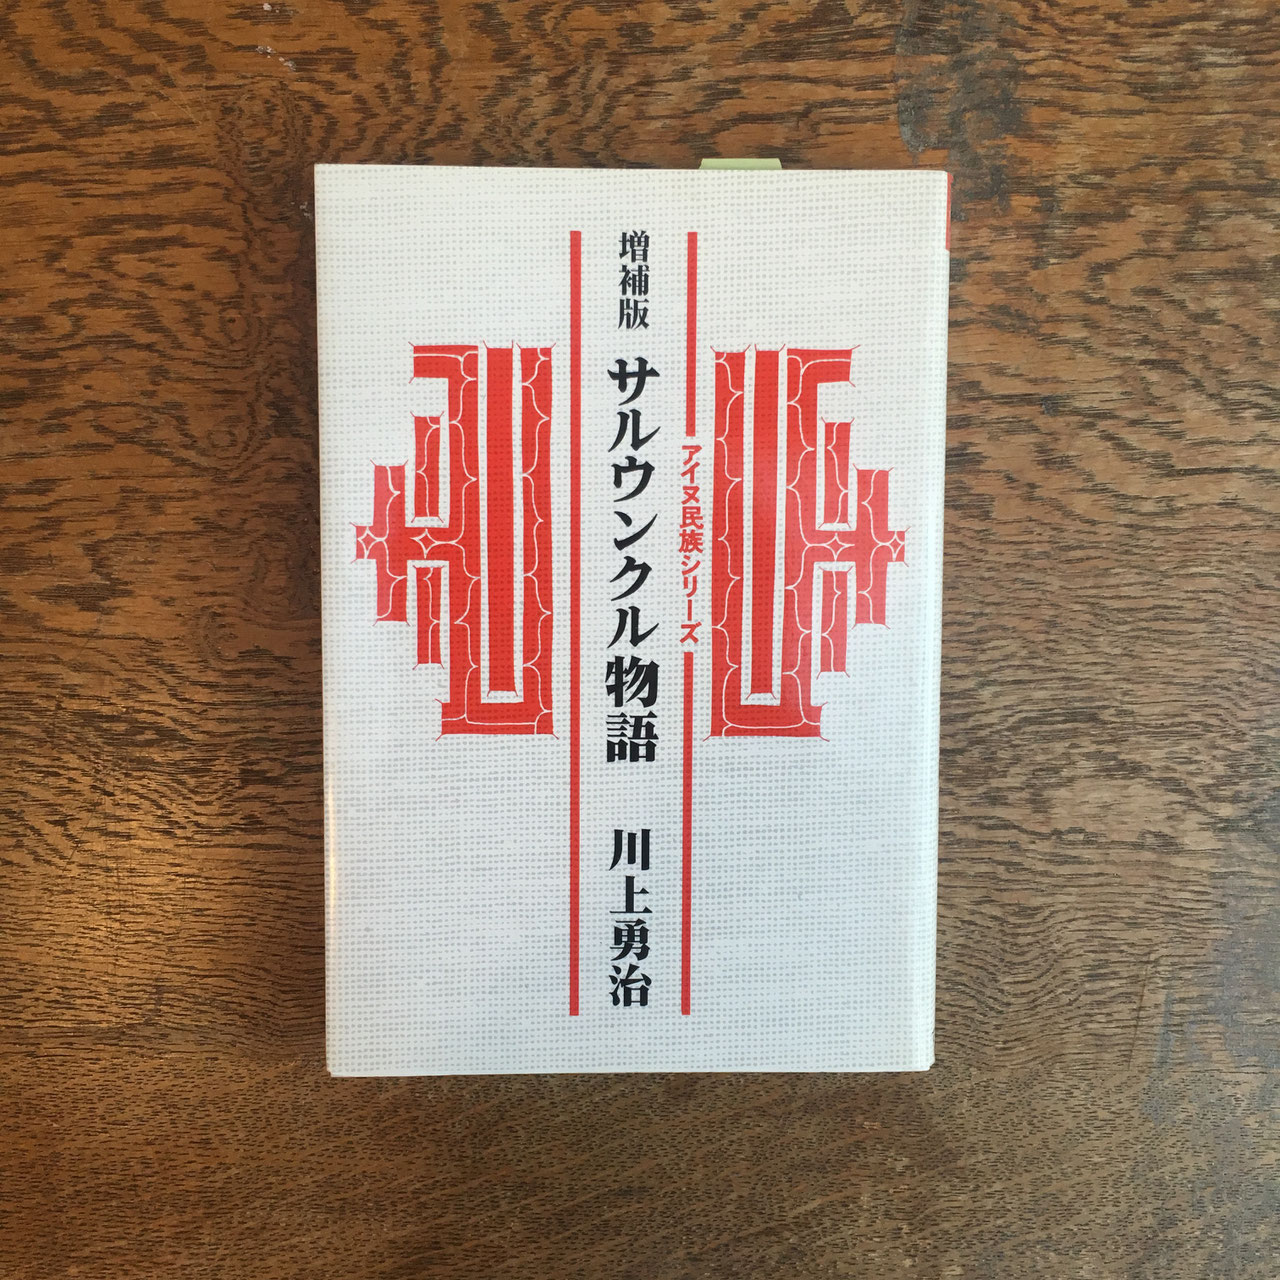 アイヌ民族シリーズ
増補版 サルウンクル物語 川上勇治